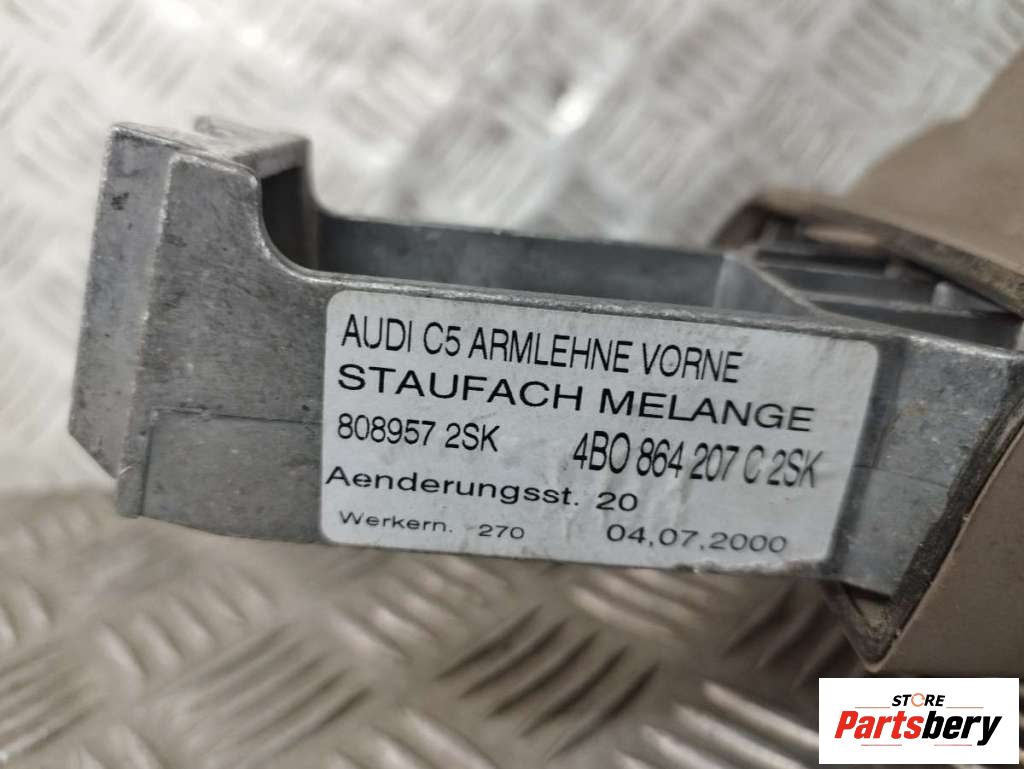 AUDI C5 ARMLEHNE VORNE
STAUFACH MELANGE
808957 2SK 4B0 864 207 C 2SK
Aenderungsst. 20
Werkern. 270 04,07,2000
STORE
Partsbery